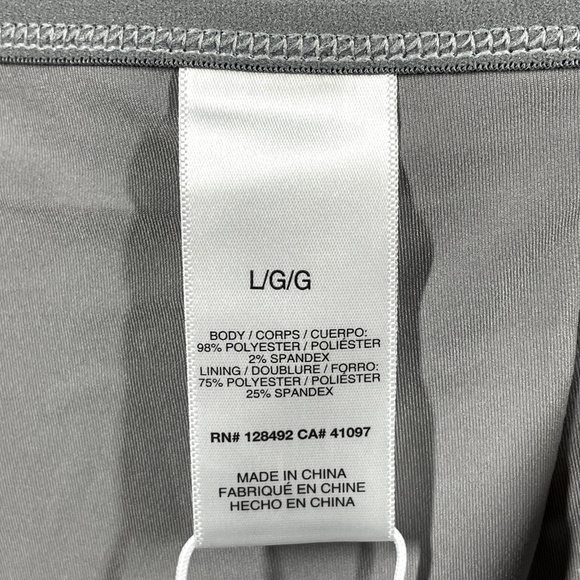 L/G/G
BODY / CORPS / CUERPO:
98% POLYESTER / POLIÉSTER
2% SPANDEX
LINING / DOUBLURE / FORRO:
75% POLYESTER / POLIÉSTER
25% SPANDEX
RN# 128492 CA# 41097
MADE IN CHINA
FABRIQUÉ EN CHINE
HECHO EN CHINA